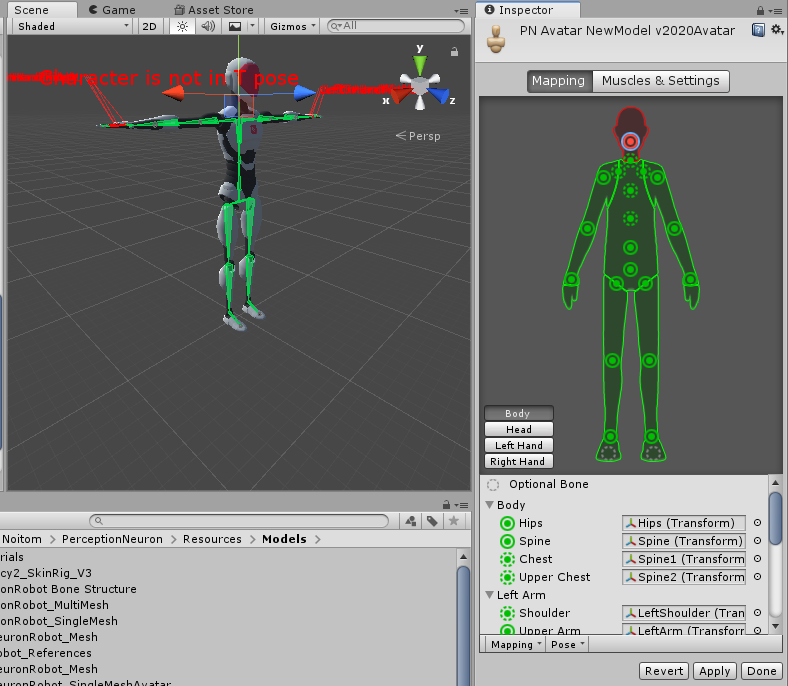 Scene
Game
Asset Store
Shaded
2D
Gizmos
All
Character is not in T pose
y
x
z
Persp
Noitom
PerceptionNeuron
Resources
Models
rials
cy2_SkinRig_V3
onRobot Bone Structure
onRobot_MultiMesh
onRobot_SingleMesh
euronRobot_Mesh
obot_References
euronRobot_Mesh
euronRobot_SingleMeshAvatar
Inspector
PN Avatar NewModel v2020Avatar
Mapping
Muscles & Settings
Body
Head
Left Hand
Right Hand
Optional Bone
Body
Hips Hips (Transform)
Spine Spine (Transform)
Chest Spine1 (Transform
Upper Chest Spine2 (Transform
Left Arm
Shoulder LeftShoulder (Tran
Upper Arm LeftArm (Transform
Mapping Pose
Revert Apply Done